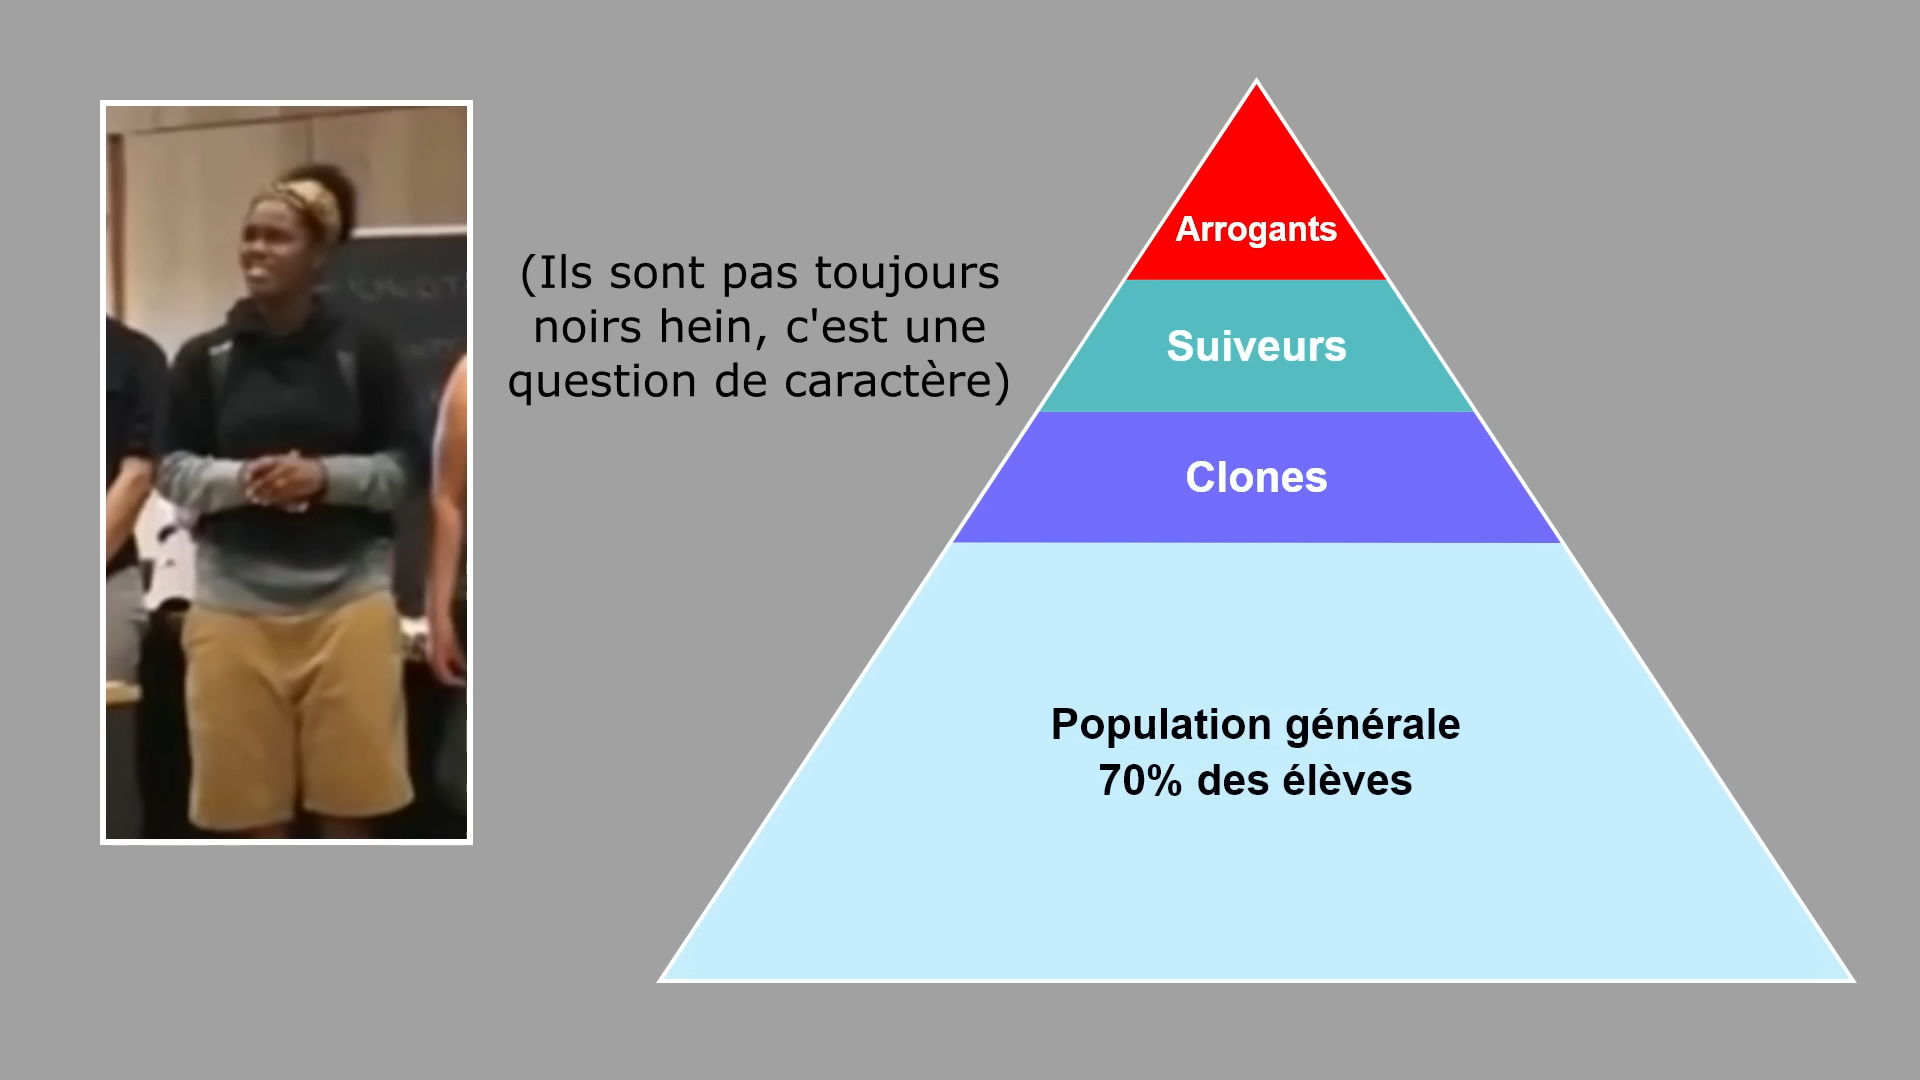 (Ils sont pas toujours
noirs hein, c'est une
question de caractère)
Arrogants
Suiveurs
Clones
Population générale
70% des élèves